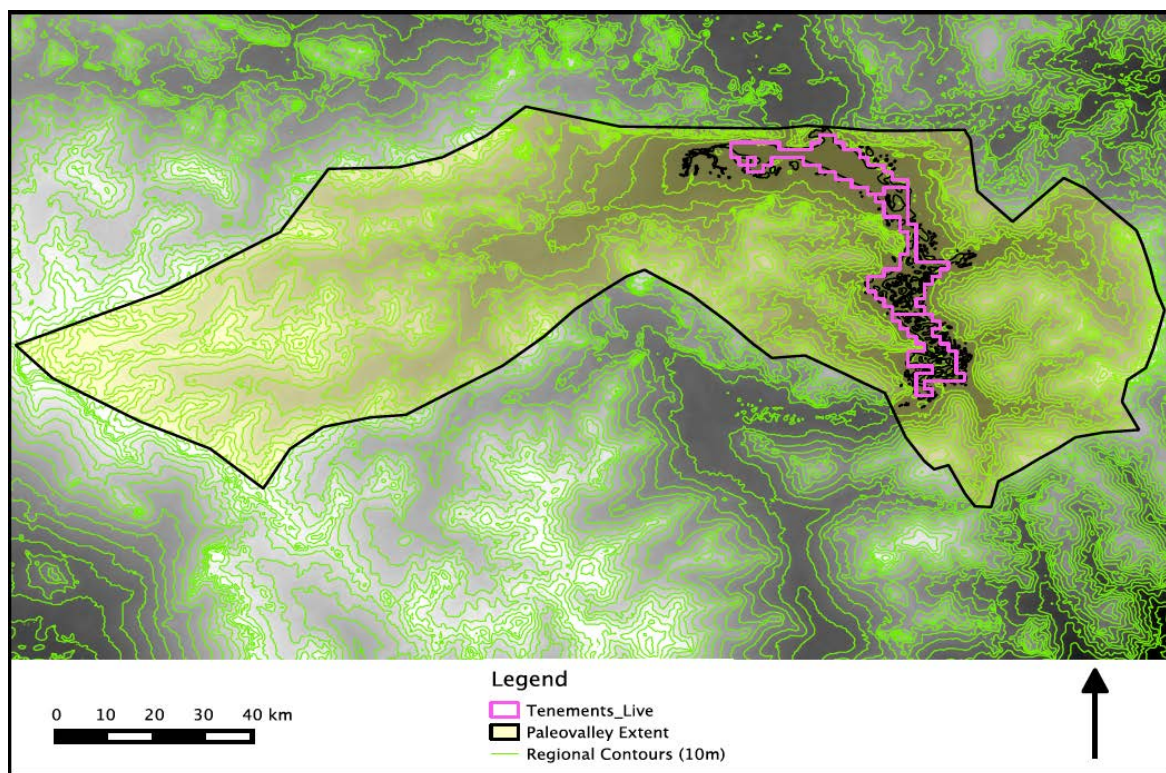 Legend
0 10 20 30 40 km
Tenements_Live
Paleovalley Extent
Regional Contours (10m)